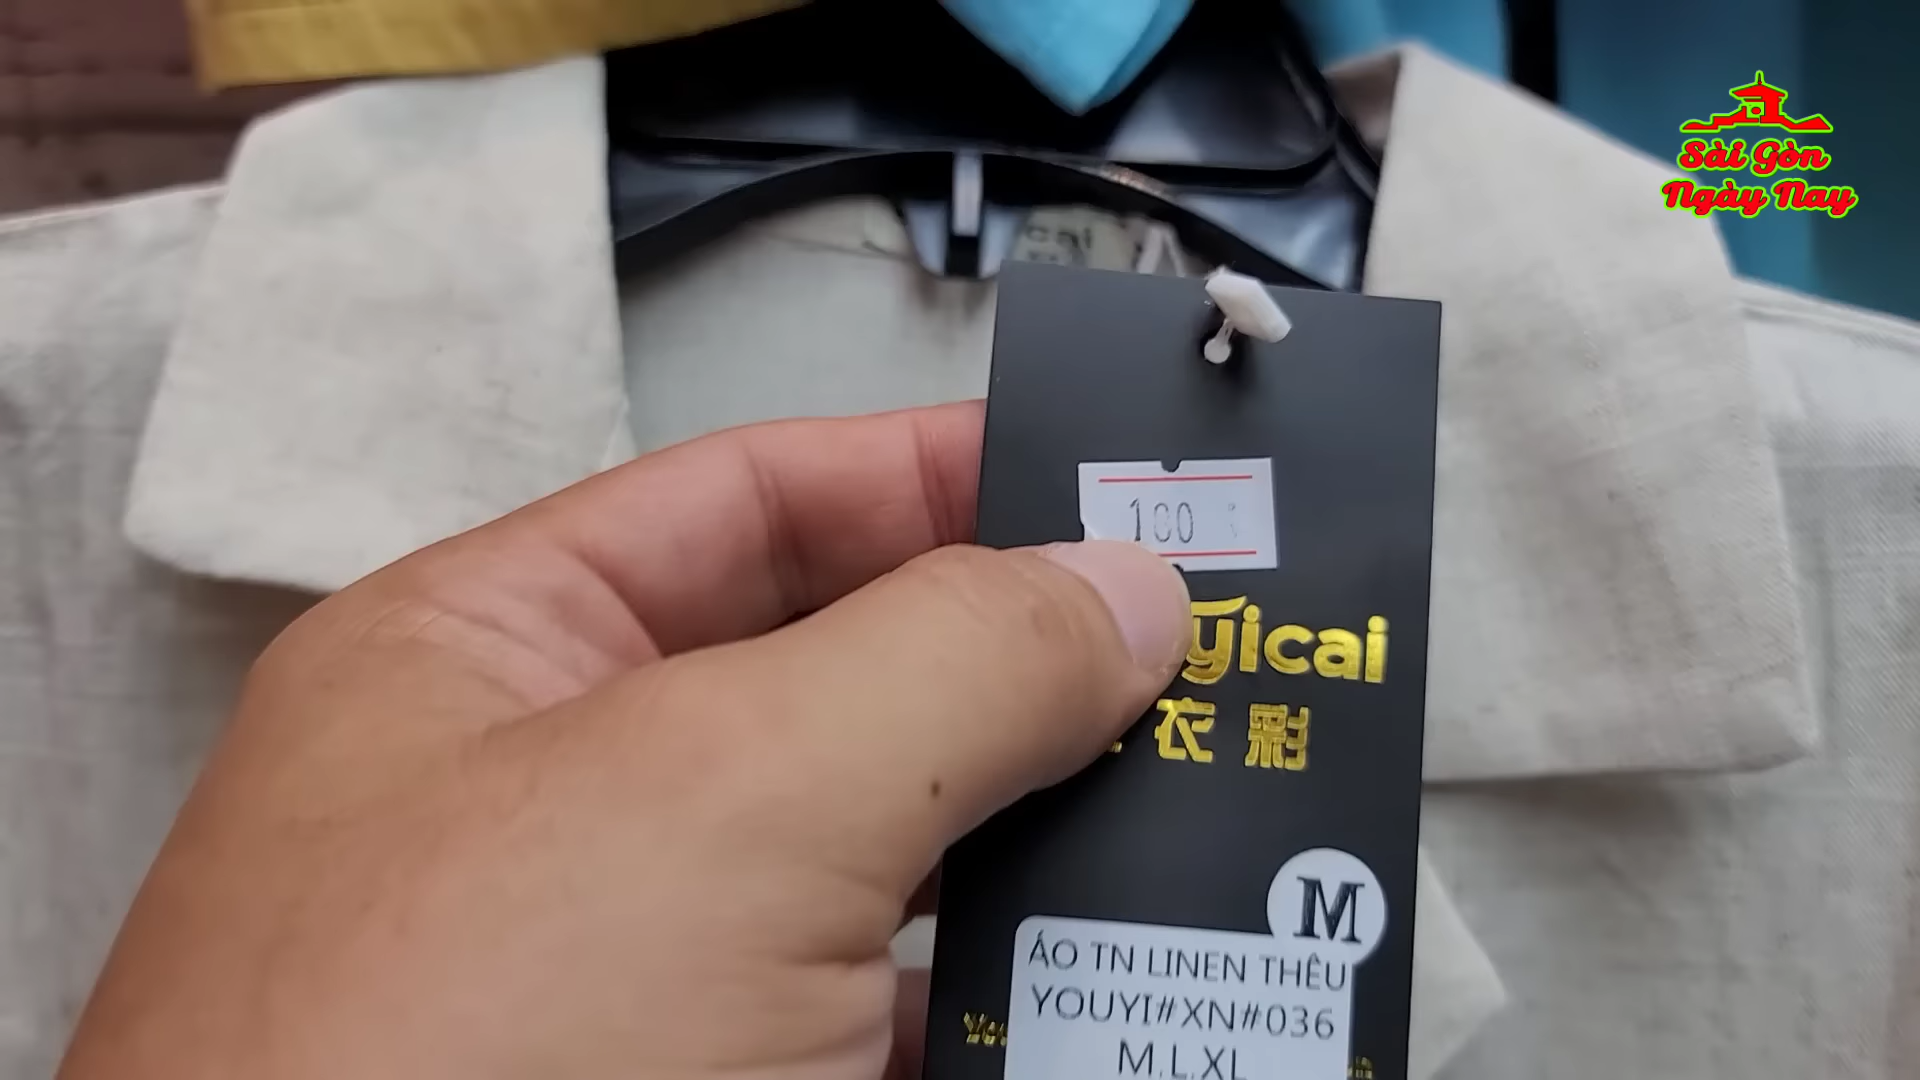 Sài Gòn
Ngày Nay
100
yicai
衣彩
M
ÁO TN LINEN THÊU
YOUYI#XN#036
M.L.XL